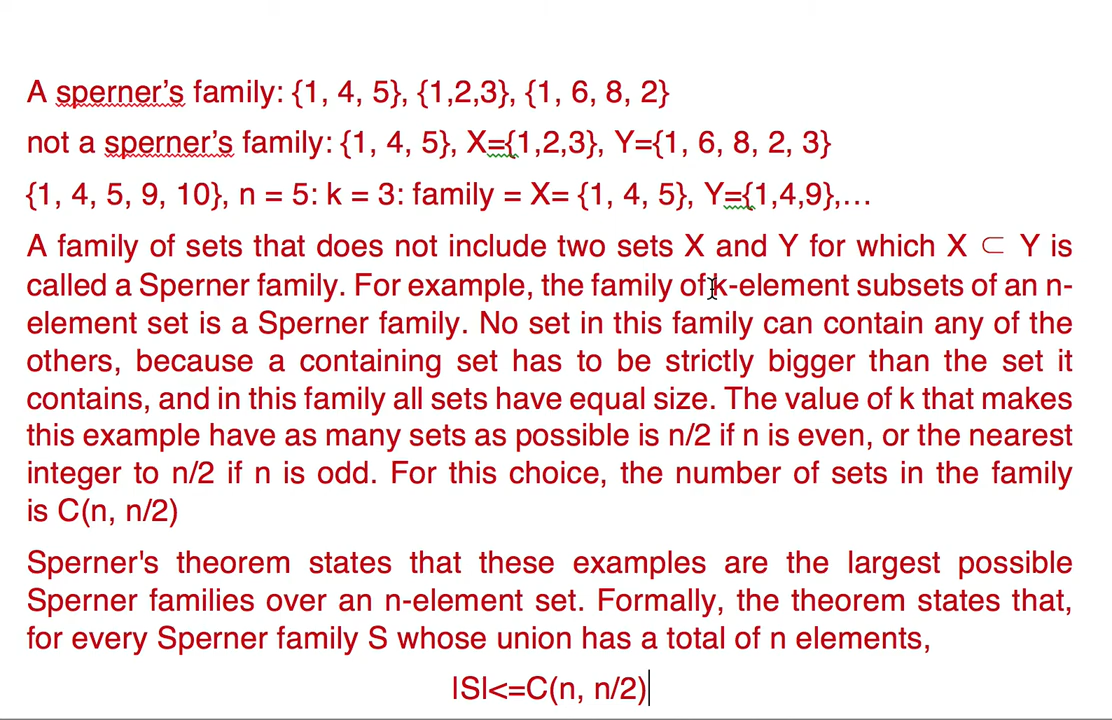 A sperner’s family: {1, 4, 5}, {1,2,3}, {1, 6, 8, 2}
not a sperner’s family: {1, 4, 5}, X={1,2,3}, Y={1, 6, 8, 2, 3}
{1, 4, 5, 9, 10}, n = 5: k = 3: family = X= {1, 4, 5}, Y={1,4,9},...
A family of sets that does not include two sets X and Y for which X ⊂ Y is
called a Sperner family. For example, the family of k-element subsets of an n-
element set is a Sperner family. No set in this family can contain any of the
others, because a containing set has to be strictly bigger than the set it
contains, and in this family all sets have equal size. The value of k that makes
this example have as many sets as possible is n/2 if n is even, or the nearest
integer to n/2 if n is odd. For this choice, the number of sets in the family
is C(n, n/2)
Sperner's theorem states that these examples are the largest possible
Sperner families over an n-element set. Formally, the theorem states that,
for every Sperner family S whose union has a total of n elements,
|S|<=C(n, n/2)